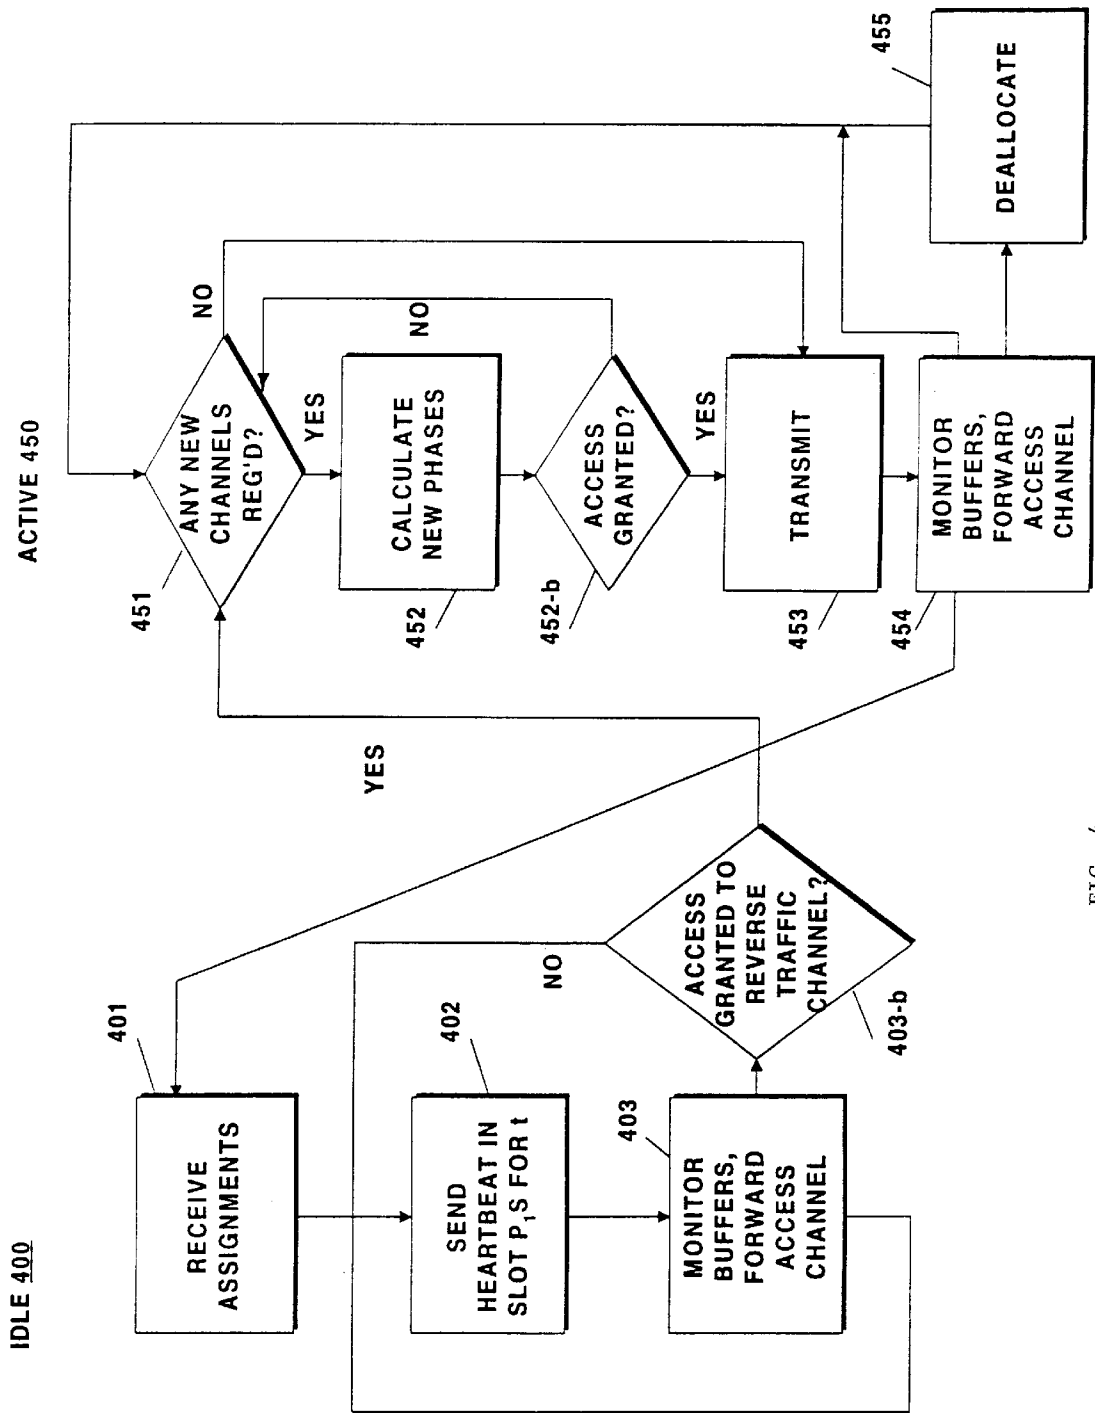 IDLE 400
401
RECEIVE
ASSIGNMENTS
402
SEND
HEARTBEAT IN
SLOT P₁S FOR t
403
MONITOR
BUFFERS,
FORWARD
ACCESS
CHANNEL
ACCESS
GRANTED TO
REVERSE
TRAFFIC
CHANNEL?
403-b
NO
YES
ACTIVE 450
451
ANY NEW
CHANNELS
REG'D?
NO
YES
452
CALCULATE
NEW PHASES
NO
452-b
ACCESS
GRANTED?
YES
453
TRANSMIT
454
MONITOR
BUFFERS,
FORWARD
ACCESS
CHANNEL
455
DEALLOCATE